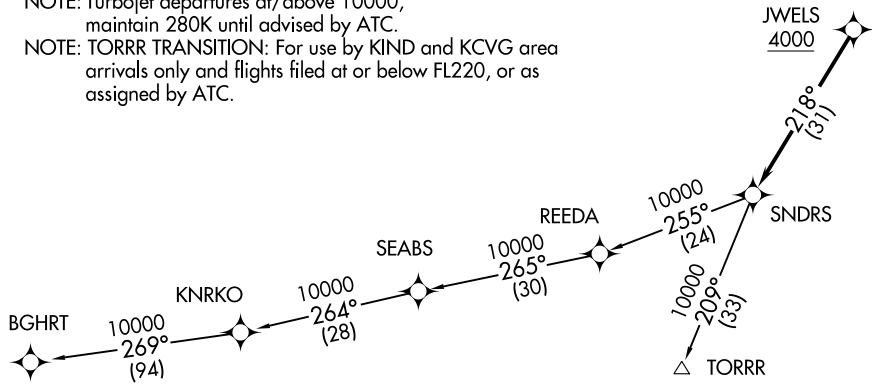 NOTE: Turbojet departures at/above 10000,
maintain 280K until advised by ATC.
NOTE: TORRR TRANSITION: For use by KIND and KCVG area
arrivals only and flights filed at or below FL220, or as
assigned by ATC.
JWELS
4000
218°
(31)
SNDRS
10000
255°
(24)
REEDA
10000
265°
(30)
SEABS
10000
264°
(28)
KNRKO
10000
269°
(94)
BGHRT
10000
209°
(33)
TORRR